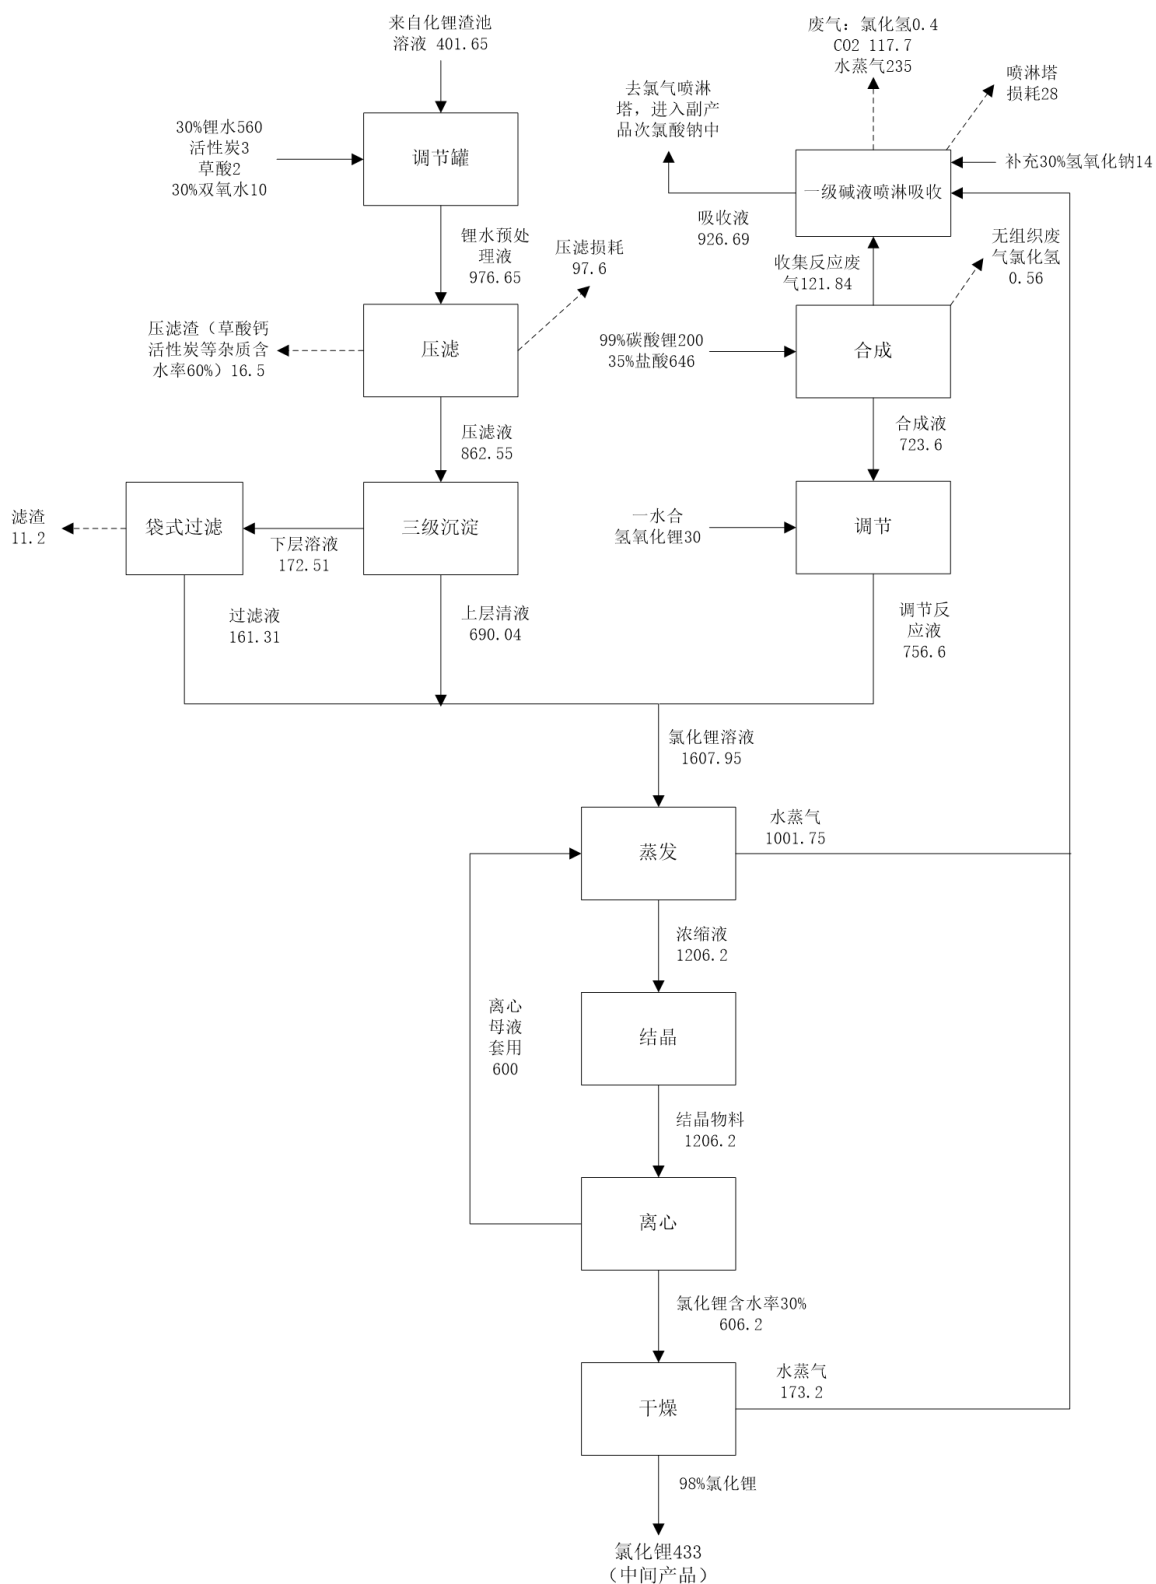 来自化锂渣池
溶液 401.65
30%锂水560
活性炭3
草酸2
30%双氧水10
调节罐
锂水预处
理液
976.65
压滤损耗
97.6
压滤渣（草酸钙
活性炭等杂质含
水率60%）16.5
压滤
压滤液
862.55
滤渣
11.2
袋式过滤
下层溶液
172.51
三级沉淀
过滤液
161.31
上层清液
690.04
废气：氯化氢0.4
CO2 117.7
水蒸气235
喷淋塔
损耗28
去氯气喷淋
塔，进入副产
品次氯酸钠中
一级碱液喷淋吸收
补充30%氢氧化钠14
吸收液
926.69
收集反应废
气121.84
无组织废
气氯化氢
0.56
99%碳酸锂200
35%盐酸646
合成
合成液
723.6
一水合
氢氧化锂30
调节
调节反
应液
756.6
氯化锂溶液
1607.95
蒸发
水蒸气
1001.75
浓缩液
1206.2
离心
母液
套用
600
结晶
结晶物料
1206.2
离心
氯化锂含水率30%
606.2
干燥
水蒸气
173.2
98%氯化锂
氯化锂433
（中间产品）